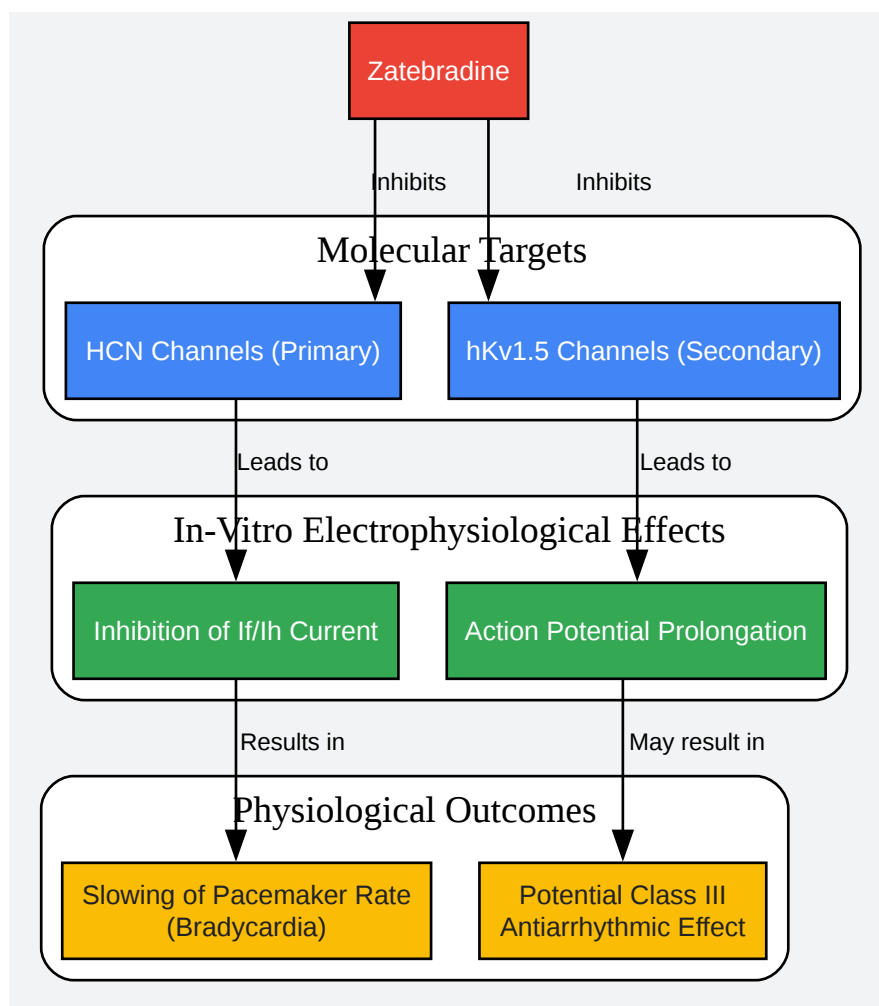 Zatebradine
Inhibits
Inhibits
Molecular Targets
HCN Channels (Primary)
hKv1.5 Channels (Secondary)
Leads to
Leads to
In-Vitro Electrophysiological Effects
Inhibition of If/Ih Current
Action Potential Prolongation
Results in
May result in
Physiological Outcomes
Slowing of Pacemaker Rate
(Bradycardia)
Potential Class III
Antiarrhythmic Effect